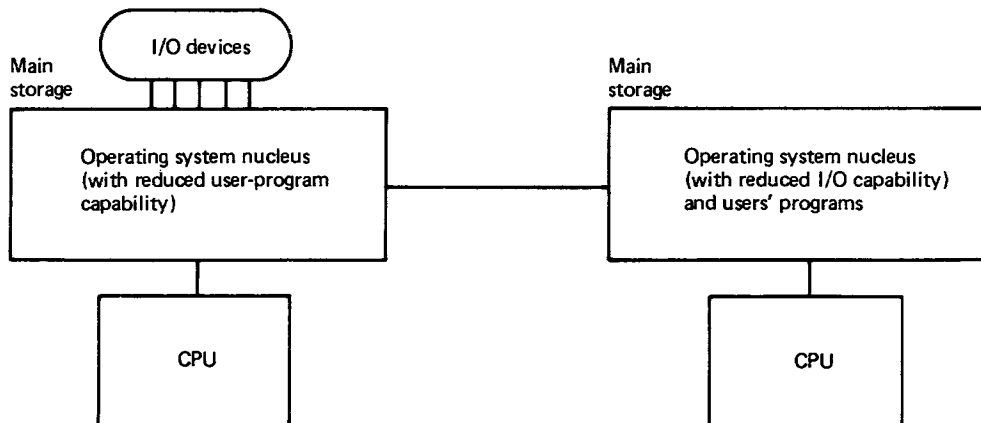 I/O devices
Main
storage
Operating system nucleus
(with reduced user-program
capability)
CPU
Main
storage
Operating system nucleus
(with reduced I/O capability)
and users' programs
CPU